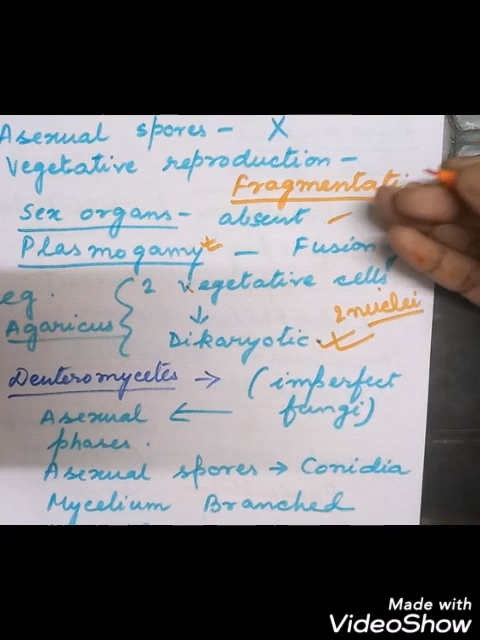 Asexual spores - X
Vegetative reproduction -
Fragmentati
Sex organs - absent
Plasmogamy - Fusion
eg. 2 Vegetative cells
2 nuclei
Agaricus Dikaryotic.
Deuteromycetes → (imperfect
Asexual ← fungi)
phases.
Asexual spores → Conidia
Mycelium Branched
Made with
VideoShow